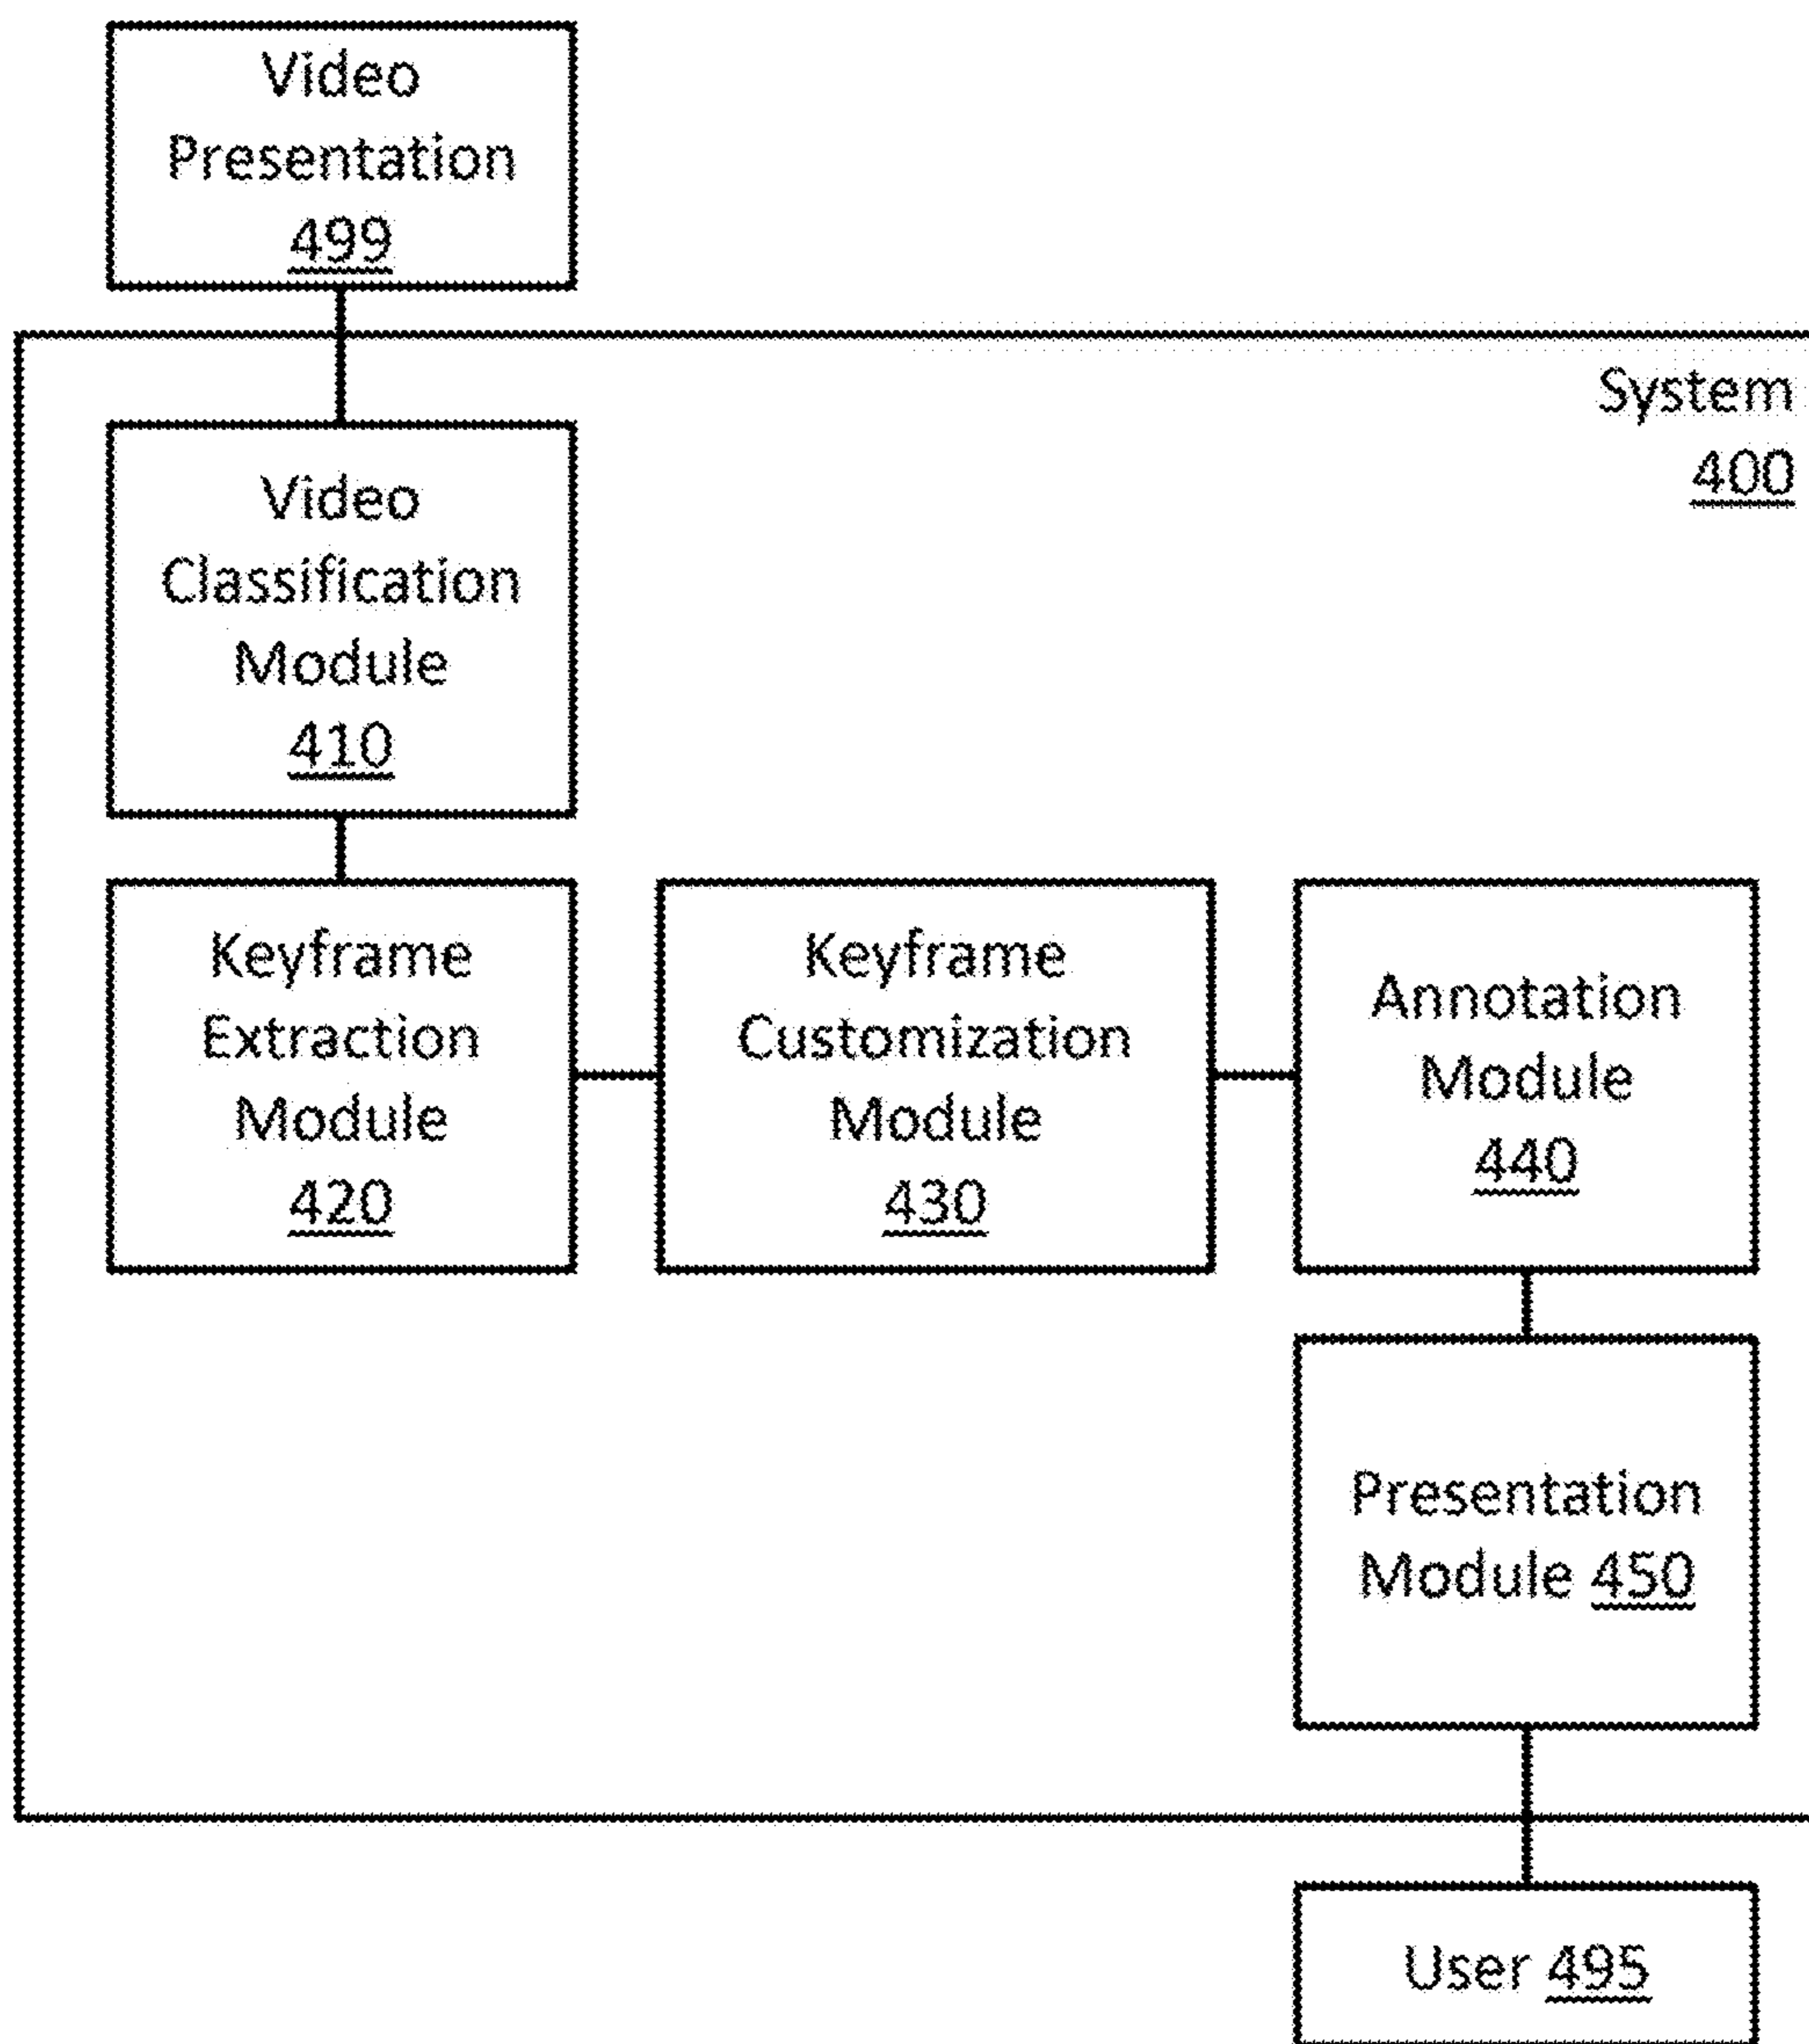 Video
Presentation
499
System
400
Video
Classification
Module
410
Keyframe
Extraction
Module
420
Keyframe
Customization
Module
430
Annotation
Module
440
Presentation
Module 450
User 495